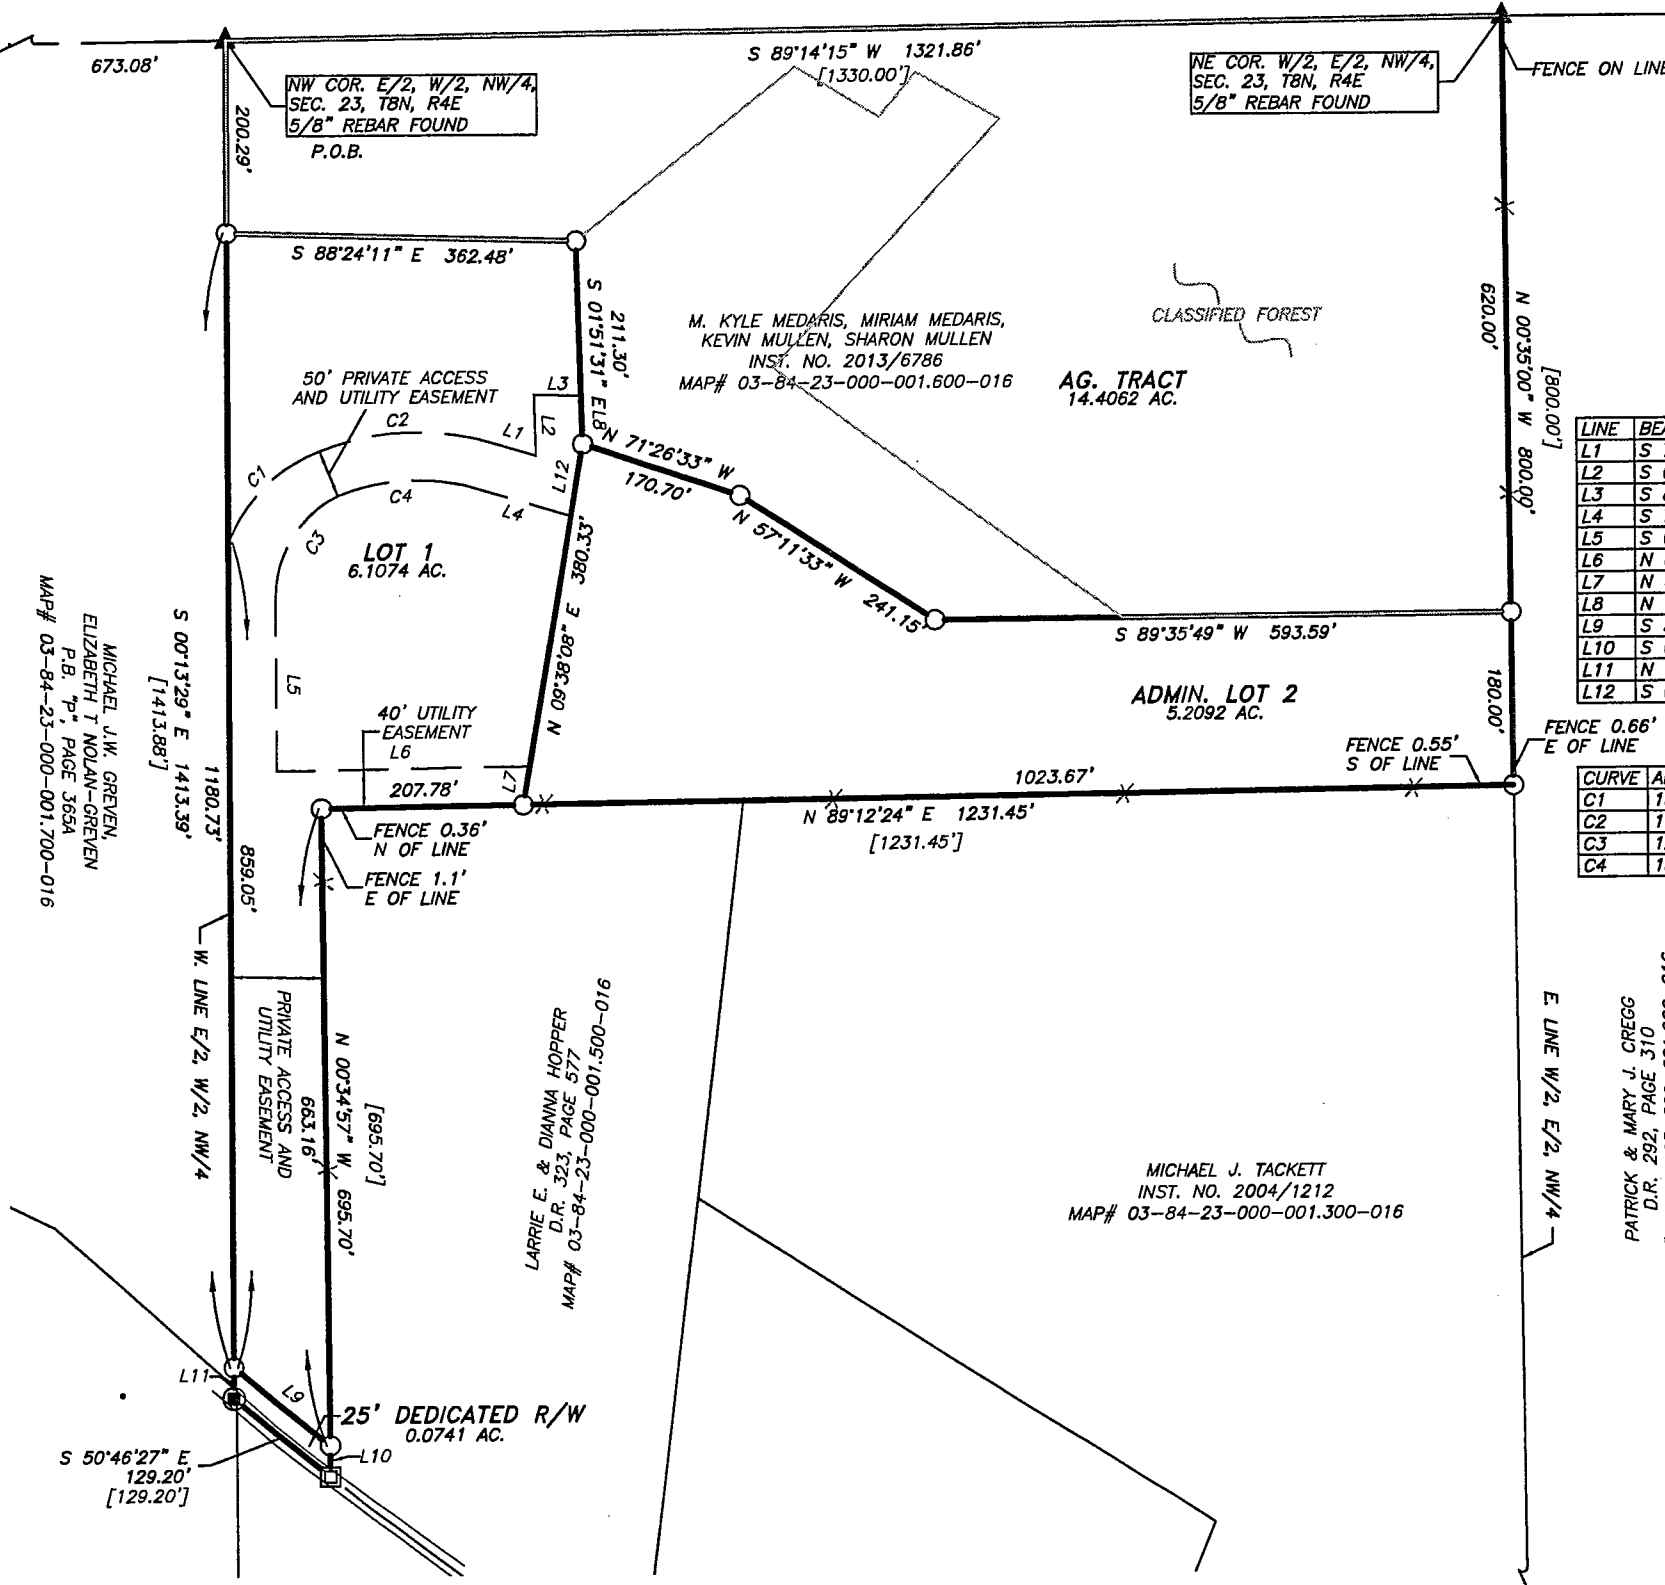 673.08'
S 89°14'15" W 1321.86'
[1330.00']
NW COR. E/2, W/2, NW/4,
SEC. 23, T8N, R4E
5/8" REBAR FOUND
P.O.B.
NE COR. W/2, E/2, NW/4,
SEC. 23, T8N, R4E
5/8" REBAR FOUND
FENCE ON LINE
200.29'
S 88°24'11" E 362.48'
211.30'
S 01°51'31" E
L8
M. KYLE MEDARIS, MIRIAM MEDARIS,
KEVIN MULLEN, SHARON MULLEN
INST. NO. 2013/6786
MAP# 03-84-23-000-001.600-016
CLASSIFIED FOREST
AG. TRACT
14.4062 AC.
N 00°35'00" W 800.00'
620.00'
[800.00']
50' PRIVATE ACCESS
AND UTILITY EASEMENT
C2
L1
L2
L3
C1
C4
L4
L12
C3
LOT 1
6.1074 AC.
N 71°26'33" W
170.70'
N 57°11'33" W
241.15'
S 89°35'49" W 593.59'
N 09°38'08" E 380.33'
ADMIN. LOT 2
5.2092 AC.
180.00'
LINE BE
L1 S
L2 S
L3 S
L4 S
L5 S
L6 N
L7 N
L8 N
L9 S
L10 S
L11 N
L12 S
FENCE 0.66'
E OF LINE
FENCE 0.55'
S OF LINE
CURVE
C1 1
C2 1
C3 1
C4 1
L5
40' UTILITY
EASEMENT
L6
L7
207.78'
1023.67'
N 89°12'24" E 1231.45'
[1231.45']
FENCE 0.36'
N OF LINE
FENCE 1.1'
E OF LINE
MICHAEL J.W. GREVEN,
ELIZABETH T NOLAN-GREVEN
P.B. "P", PAGE 365A
MAP# 03-84-23-000-001.700-016
1180.73'
S 00°13'29" E 1413.39'
[1413.88']
859.05'
W. LINE E/2, W/2, NW/4
PRIVATE ACCESS AND
UTILITY EASEMENT
[695.70']
N 00°34'57" W 695.70'
663.16'
LARRIE E. & DIANNA HOPPER
D.R. 323, PAGE 577
MAP# 03-84-23-000-001.500-016
MICHAEL J. TACKETT
INST. NO. 2004/1212
MAP# 03-84-23-000-001.300-016
E. LINE W/2, E/2, NW/4
PATRICK & MARY J. CREGG
D.R. 292, PAGE 310
L11
L9
25' DEDICATED R/W
0.0741 AC.
L10
S 50°46'27" E
129.20'
[129.20']